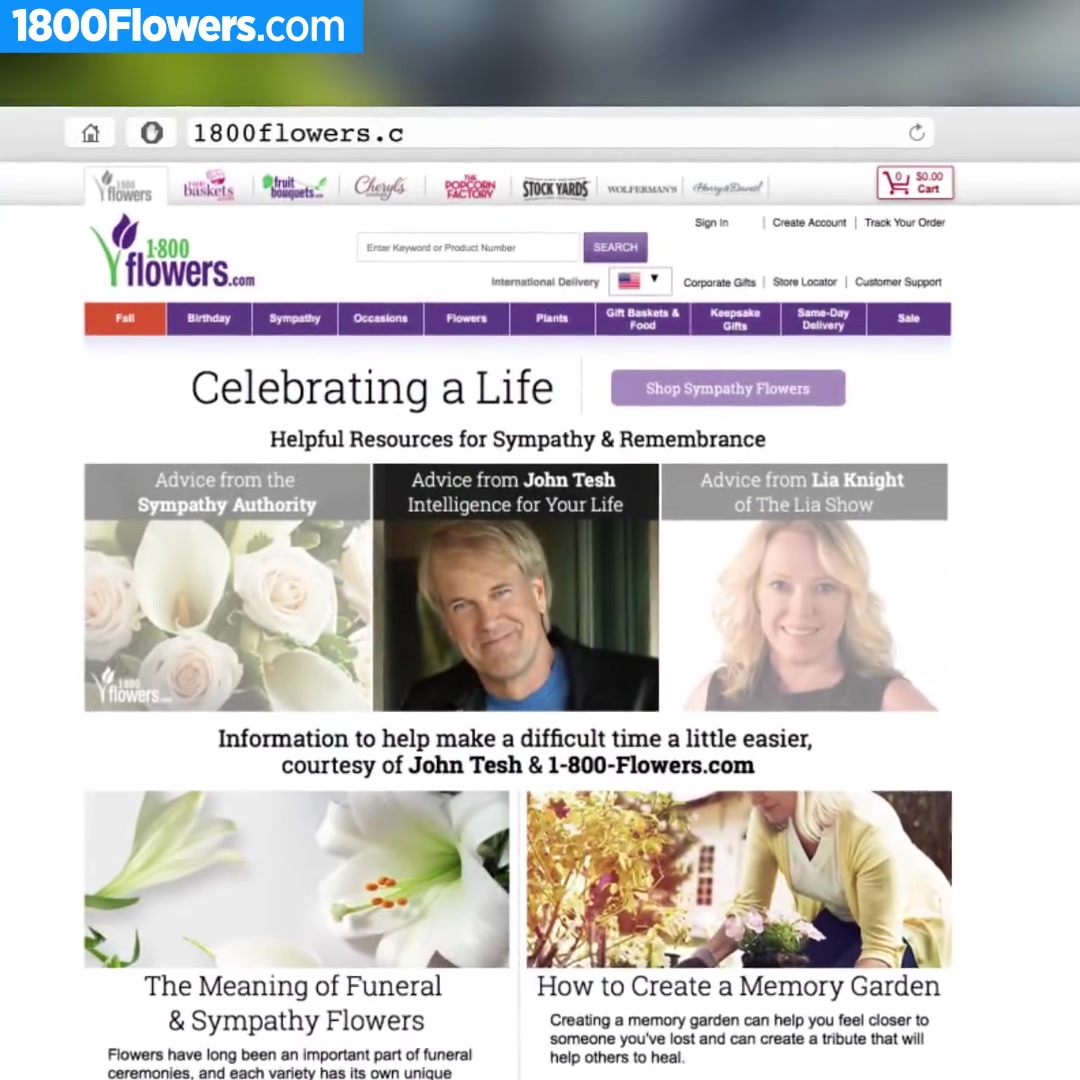 1800Flowers.com
1800flowers.c
1·800 flowers
baskets
fruit bouquets.com
Cheryl's
THE POPCORN FACTORY
STOCK YARDS
WOLFERMAN'S
Harry & David
0 $0.00
Cart
Sign In | Create Account | Track Your Order
1·800
flowers.com
Enter Keyword or Product Number
SEARCH
International Delivery
Corporate Gifts | Store Locator | Customer Support
Fall
Birthday
Sympathy
Occasions
Flowers
Plants
Gift Baskets &
Food
Keepsake
Gifts
Same-Day
Delivery
Sale
Celebrating a Life
Shop Sympathy Flowers
Helpful Resources for Sympathy & Remembrance
Advice from the
Sympathy Authority
1·800
flowers.com
Advice from John Tesh
Intelligence for Your Life
Advice from Lia Knight
of The Lia Show
Information to help make a difficult time a little easier,
courtesy of John Tesh & 1-800-Flowers.com
The Meaning of Funeral
& Sympathy Flowers
Flowers have long been an important part of funeral
ceremonies, and each variety has its own unique
How to Create a Memory Garden
Creating a memory garden can help you feel closer to
someone you've lost and can create a tribute that will
help others to heal.